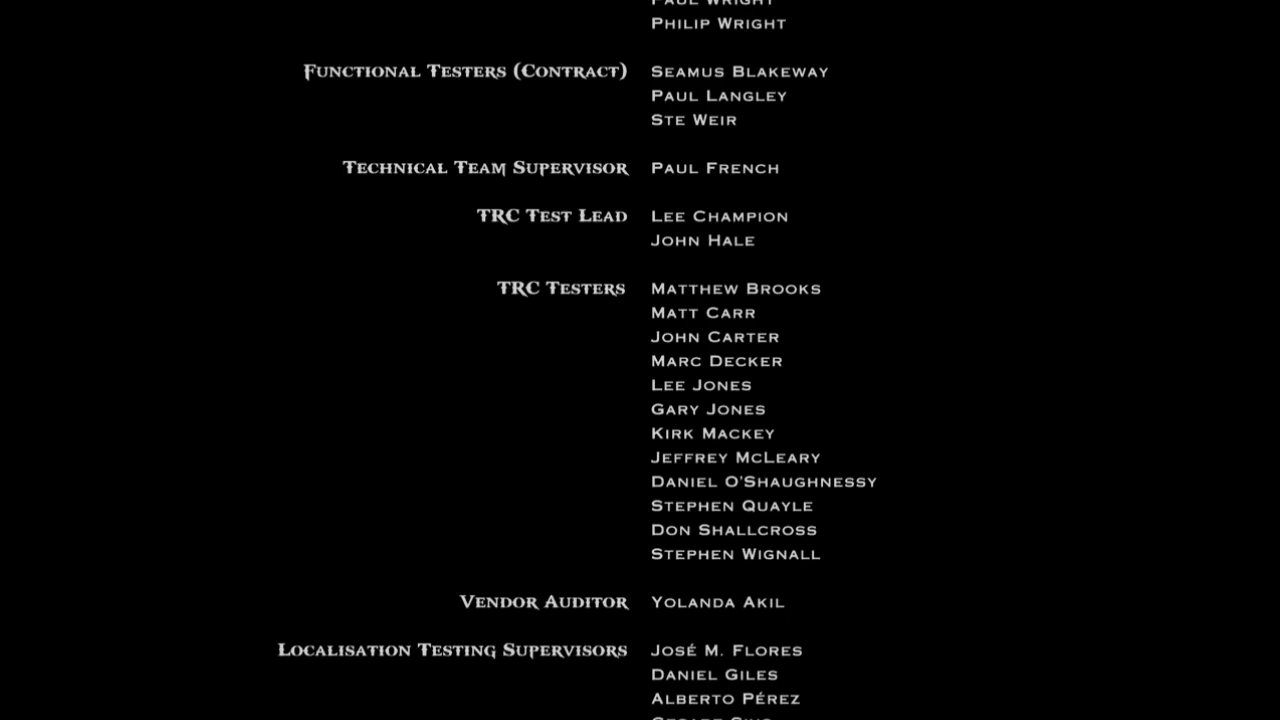 Paul Wright
Philip Wright
Functional Testers (Contract) Seamus Blakeway
Paul Langley
Ste Weir
Technical Team Supervisor Paul French
TRC Test Lead Lee Champion
John Hale
TRC Testers Matthew Brooks
Matt Carr
John Carter
Marc Decker
Lee Jones
Gary Jones
Kirk Mackey
Jeffrey McLeary
Daniel O'Shaughnessy
Stephen Quayle
Don Shallcross
Stephen Wignall
Vendor Auditor Yolanda Akil
Localisation Testing Supervisors José M. Flores
Daniel Giles
Alberto Pérez